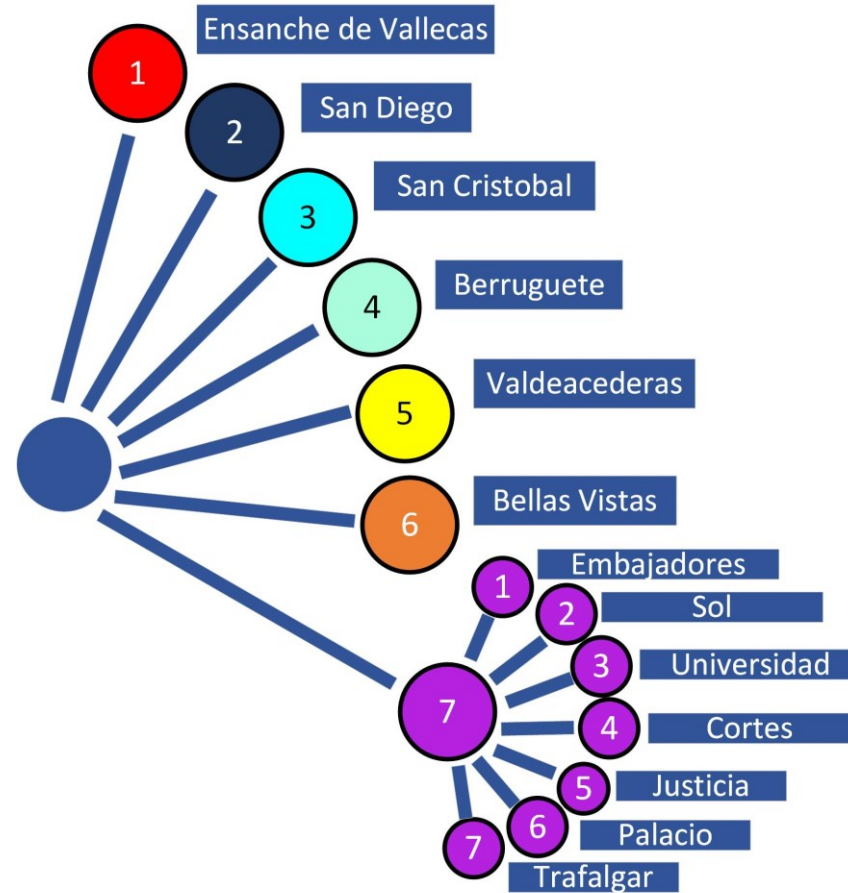 1 Ensanche de Vallecas
2 San Diego
3 San Cristobal
4 Berruguete
5 Valdeacederas
6 Bellas Vistas
7
1 Embajadores
2 Sol
3 Universidad
4 Cortes
5 Justicia
6 Palacio
7 Trafalgar